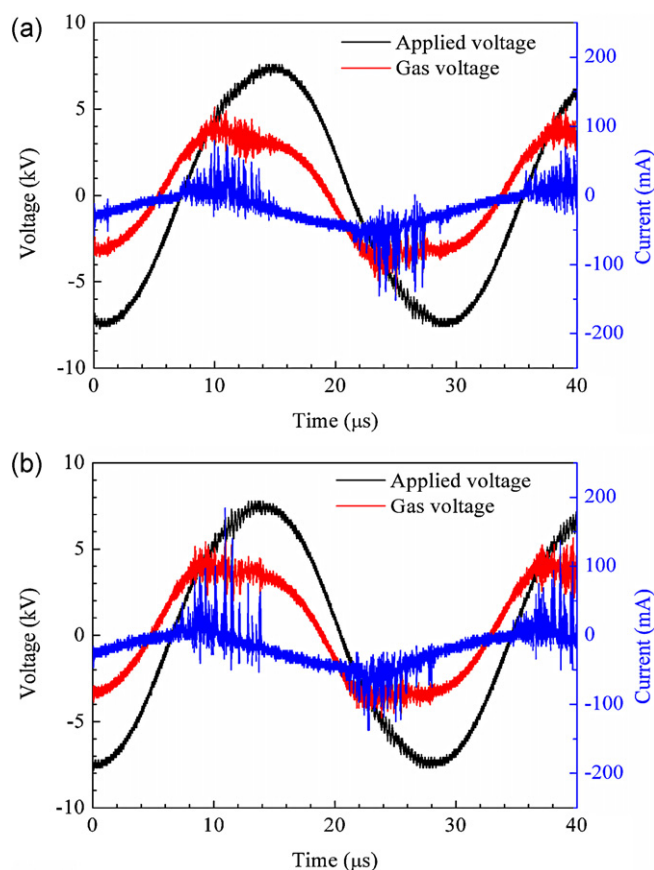 (a)
10
5
0
-5
-10
Voltage (kV)
Applied voltage
Gas voltage
200
100
0
-100
-200
Current (mA)
0 10 20 30 40
Time (μs)
(b)
10
5
0
-5
-10
Voltage (kV)
Applied voltage
Gas voltage
200
100
0
-100
-200
Current (mA)
0 10 20 30 40
Time (μs)